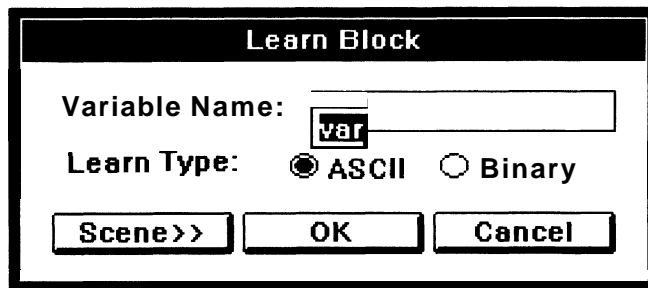 Learn Block
Variable Name: var
Learn Type: ASCII Binary
Scene>> OK Cancel